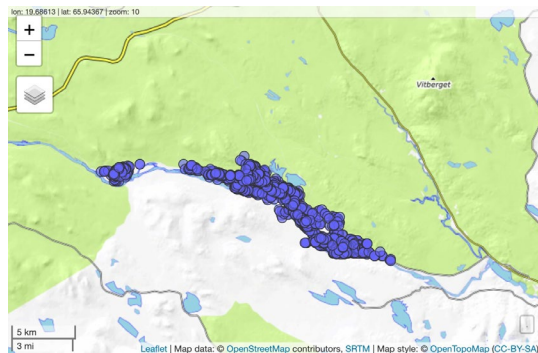 lon: 19.68613 | lat: 65.94367 | zoom: 10
+
−
Vitberget
5 km
3 mi
Leaflet | Map data: © OpenStreetMap contributors, SRTM | Map style: © OpenTopoMap (CC-BY-SA)